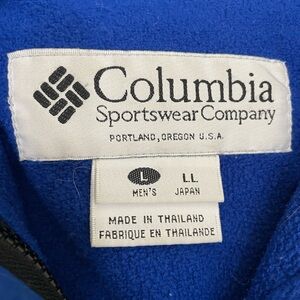 Columbia
Sportswear Company
PORTLAND, OREGON U.S.A.
L LL
MEN'S JAPAN
MADE IN THAILAND
FABRIQUE EN THAILANDE